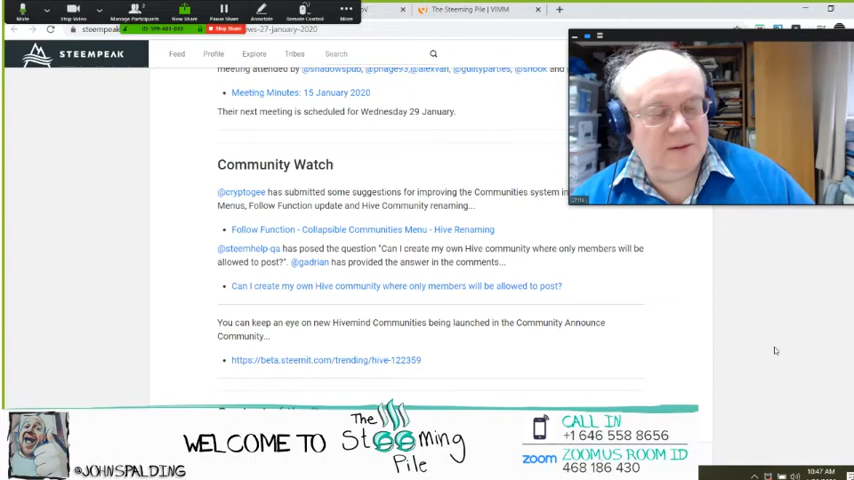 The Steeming Pile | VIMM
Mute
Stop Video
Manage Participants
2
New Share
Pause Share
Annotate
Remote Control
More
Stop Share
steempeak
ws-27-january-2020
STEEMPEAK
Feed
Profile
Explore
Tribes
Search
meeting attended by @shadowspub, @phage93, @alexvan, @guiltyparties, @shook and
Meeting Minutes: 15 January 2020
Their next meeting is scheduled for Wednesday 29 January.
Community Watch
@cryptogee has submitted some suggestions for improving the Communities system in
Menus, Follow Function update and Hive Community renaming...
Follow Function - Collapsible Communities Menu - Hive Renaming
@steemhelp-qa has posed the question "Can I create my own Hive community where only members will be
allowed to post?". @gadrian has provided the answer in the comments...
Can I create my own Hive community where only members will be allowed to post?
You can keep an eye on new Hivemind Communities being launched in the Community Announce
Community...
https://beta.steemit.com/trending/hive-122359
WELCOME TO
The
Steeming
Pile
@JOHNSPALDING
CALL IN
+1 646 558 8656
zoom
ZOOMUS ROOM ID
468 186 430
10:47 AM